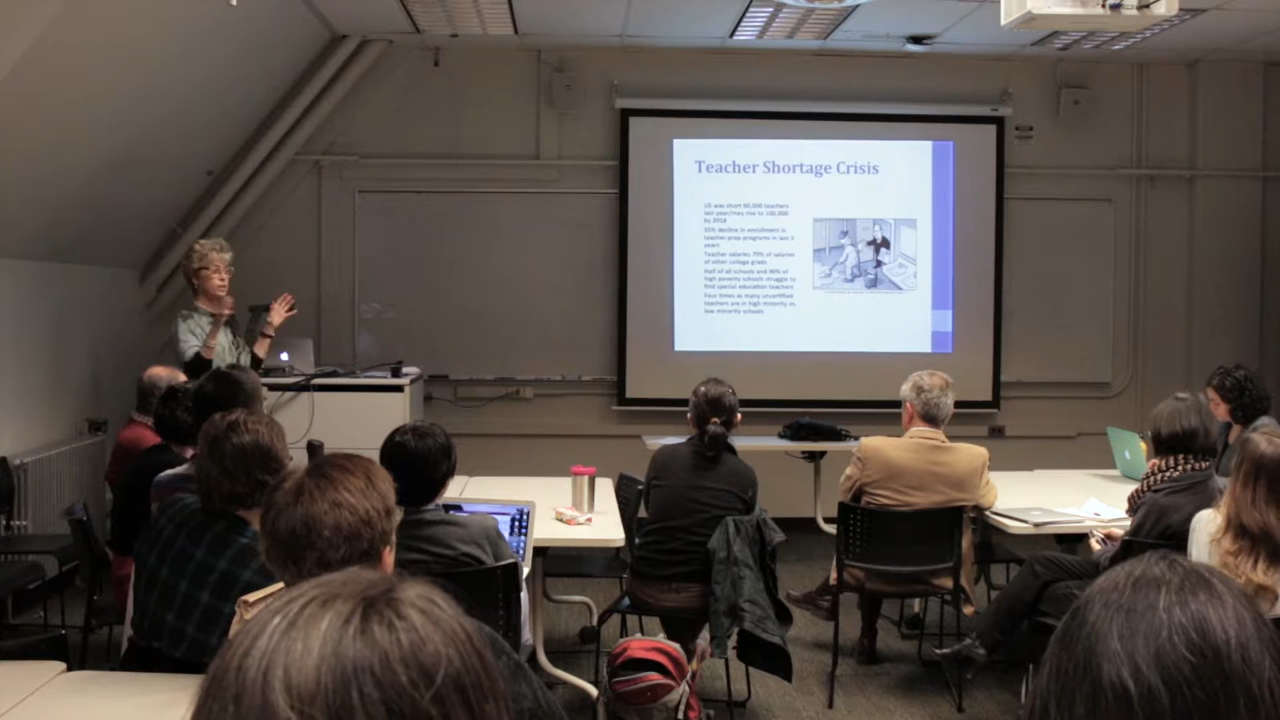 Teacher Shortage Crisis
US was short 60,000 teachers
last year/may rise to 100,000
by 2018
35% decline in enrollment in
teacher prep programs in last 5
years
Teacher salaries 70% of salaries
of other college grads
Half of all schools and 90% of
high poverty schools struggle to
find special education teachers
Four times as many uncertified
teachers are in high minority vs
low minority schools